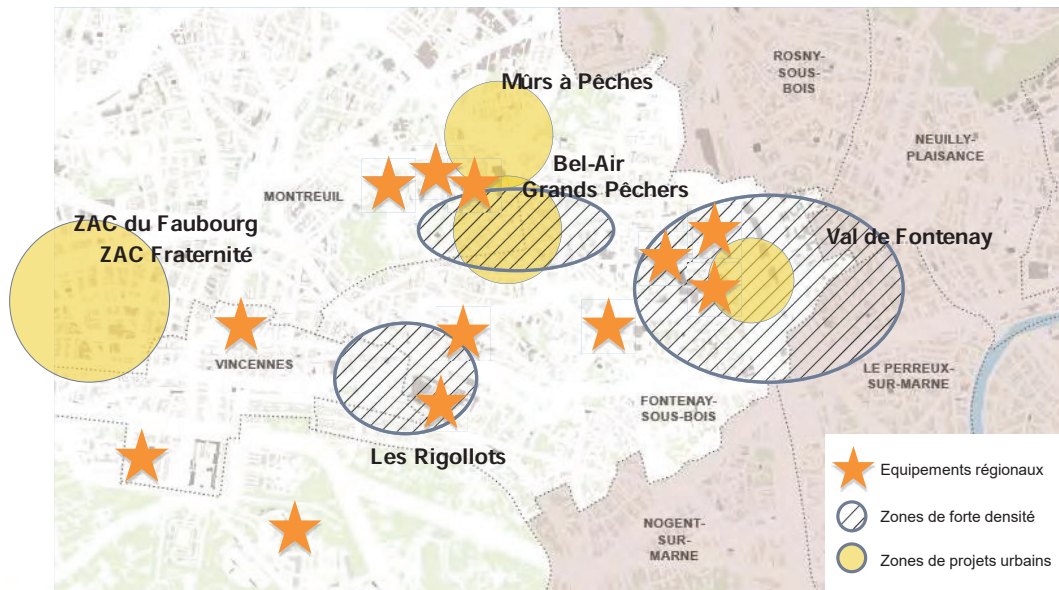 ROSNY-
SOUS-
BOIS
Mûrs à Pêches
NEUILLY-
PLAISANCE
Bel-Air
Grands Pêchers
MONTREUIL
ZAC du Faubourg
ZAC Fraternité
Val de Fontenay
VINCENNES
LE PERREUX-
SUR-MARNE
FONTENAY-
SOUS-BOIS
Les Rigollots
NOGENT-
SUR-
MARNE
Equipements régionaux
Zones de forte densité
Zones de projets urbains